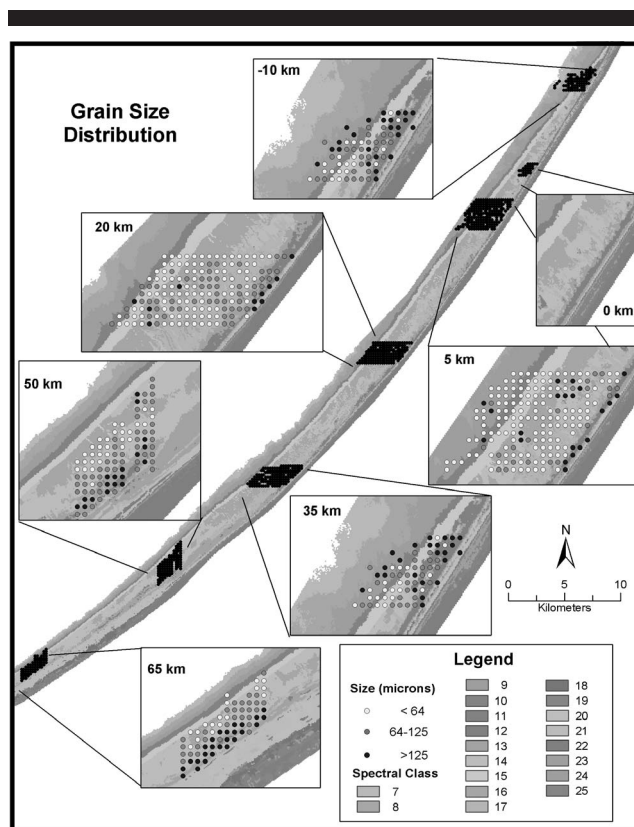 -10 km
Grain Size
Distribution
20 km
0 km
5 km
50 km
35 km
N
0 5 10
Kilometers
65 km
Legend
Size (microns)
< 64
64-125
>125
Spectral Class
7
8
9
10
11
12
13
14
15
16
17
18
19
20
21
22
23
24
25